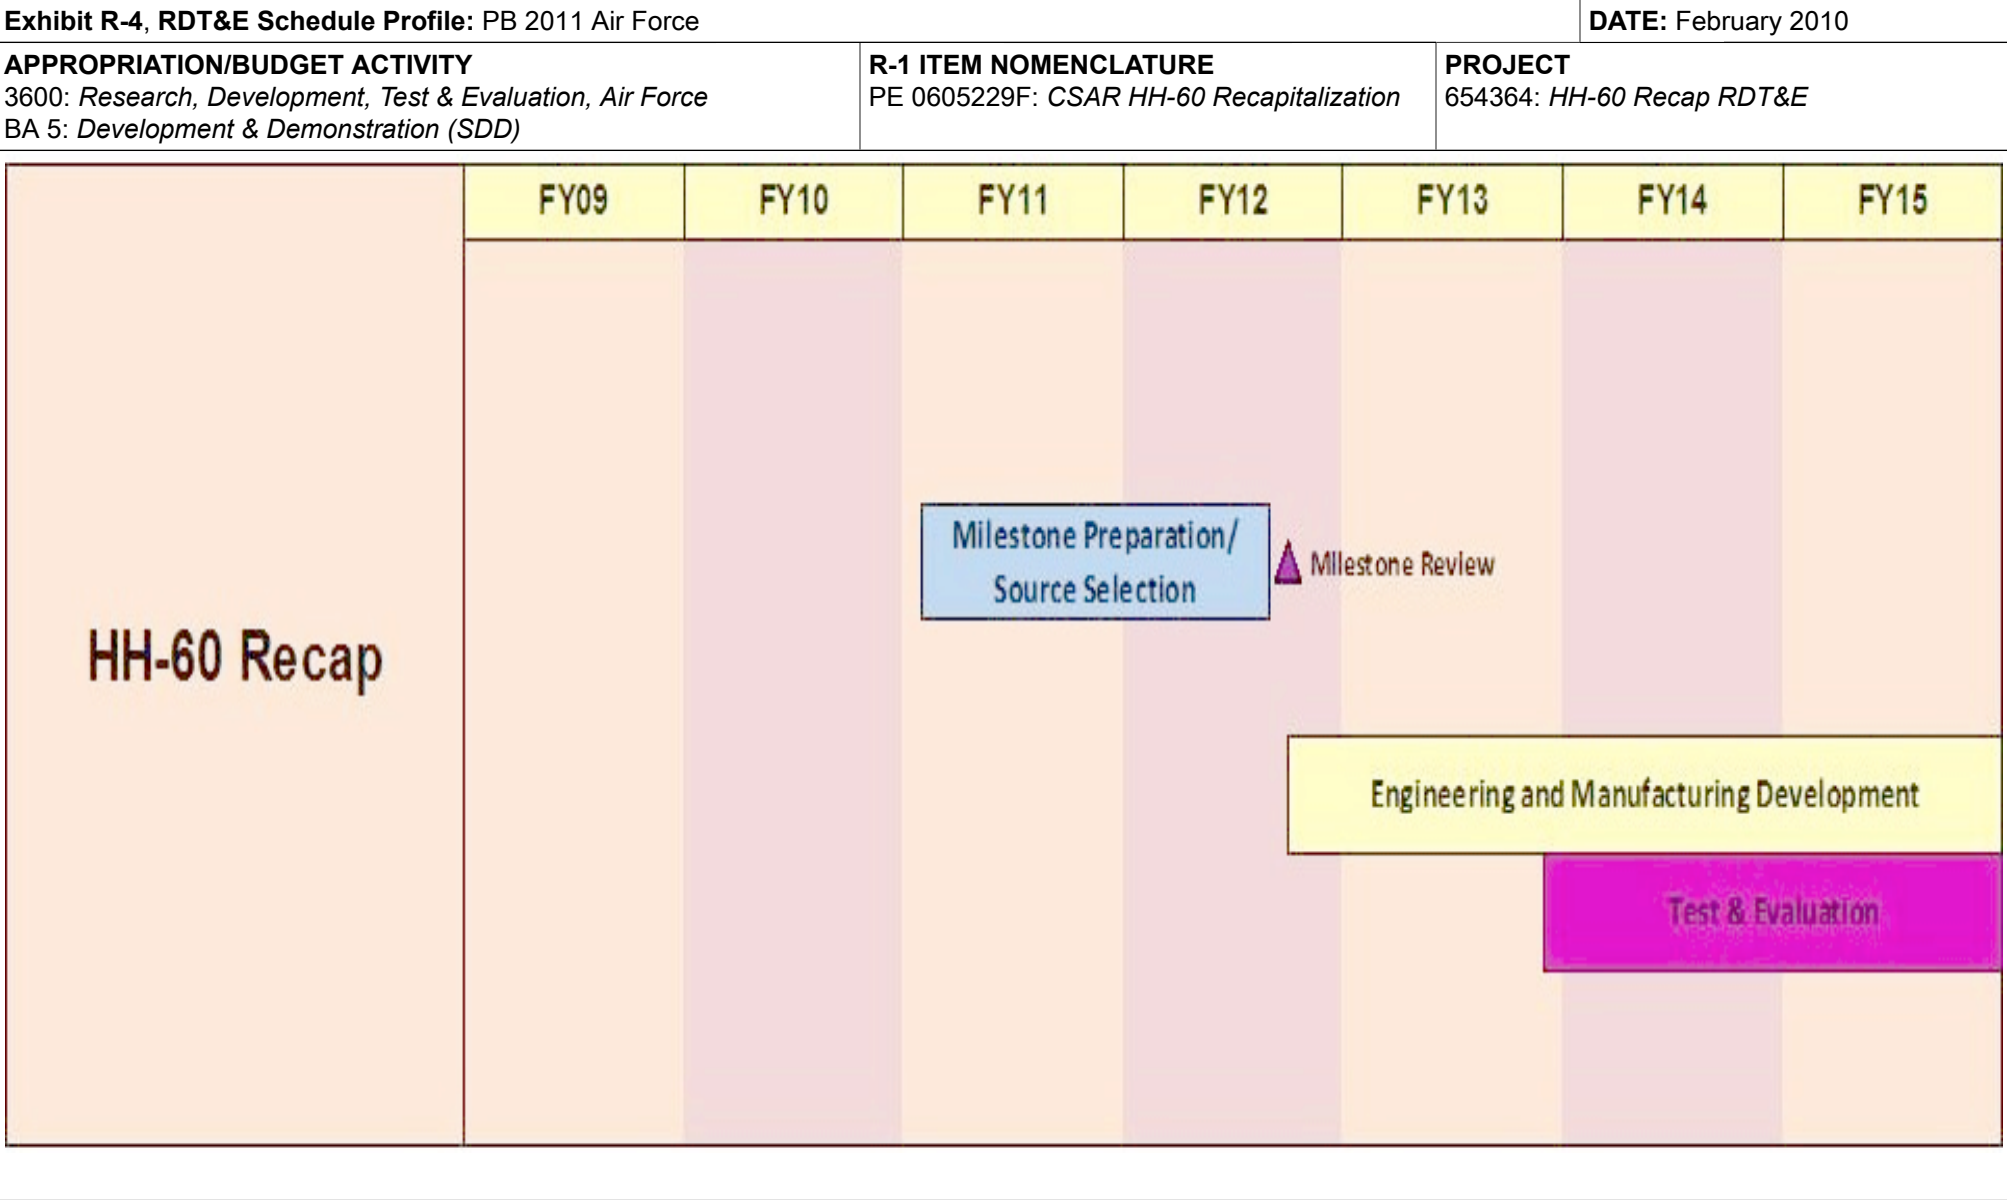 Exhibit R-4, RDT&E Schedule Profile: PB 2011 Air Force
DATE: February 2010
APPROPRIATION/BUDGET ACTIVITY
3600: Research, Development, Test & Evaluation, Air Force
BA 5: Development & Demonstration (SDD)
R-1 ITEM NOMENCLATURE
PE 0605229F: CSAR HH-60 Recapitalization
PROJECT
654364: HH-60 Recap RDT&E
FY09 FY10 FY11 FY12 FY13 FY14 FY15
Milestone Preparation/
Source Selection
Milestone Review
HH-60 Recap
Engineering and Manufacturing Development
Test & Evaluation